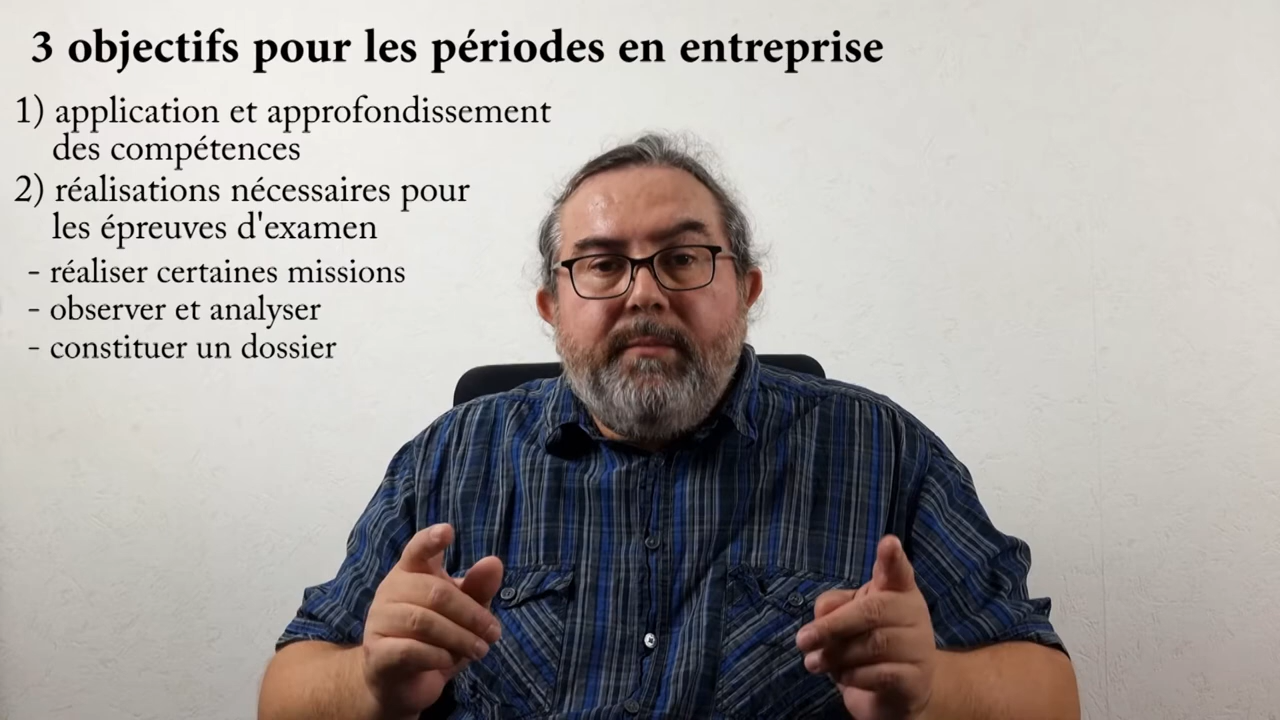 3 objectifs pour les périodes en entreprise
1) application et approfondissement
des compétences
2) réalisations nécessaires pour
les épreuves d'examen
- réaliser certaines missions
- observer et analyser
- constituer un dossier